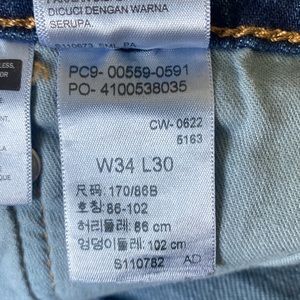 DICUCI DENGAN WARNA
SERUPA.
PC9- 00559-0591
PO- 4100538035
CW-0622
5163
W34 L30
尺码: 170/86B
호칭: 86-102
허리둘레: 86 cm
엉덩이둘레: 102 cm
S110782 AD